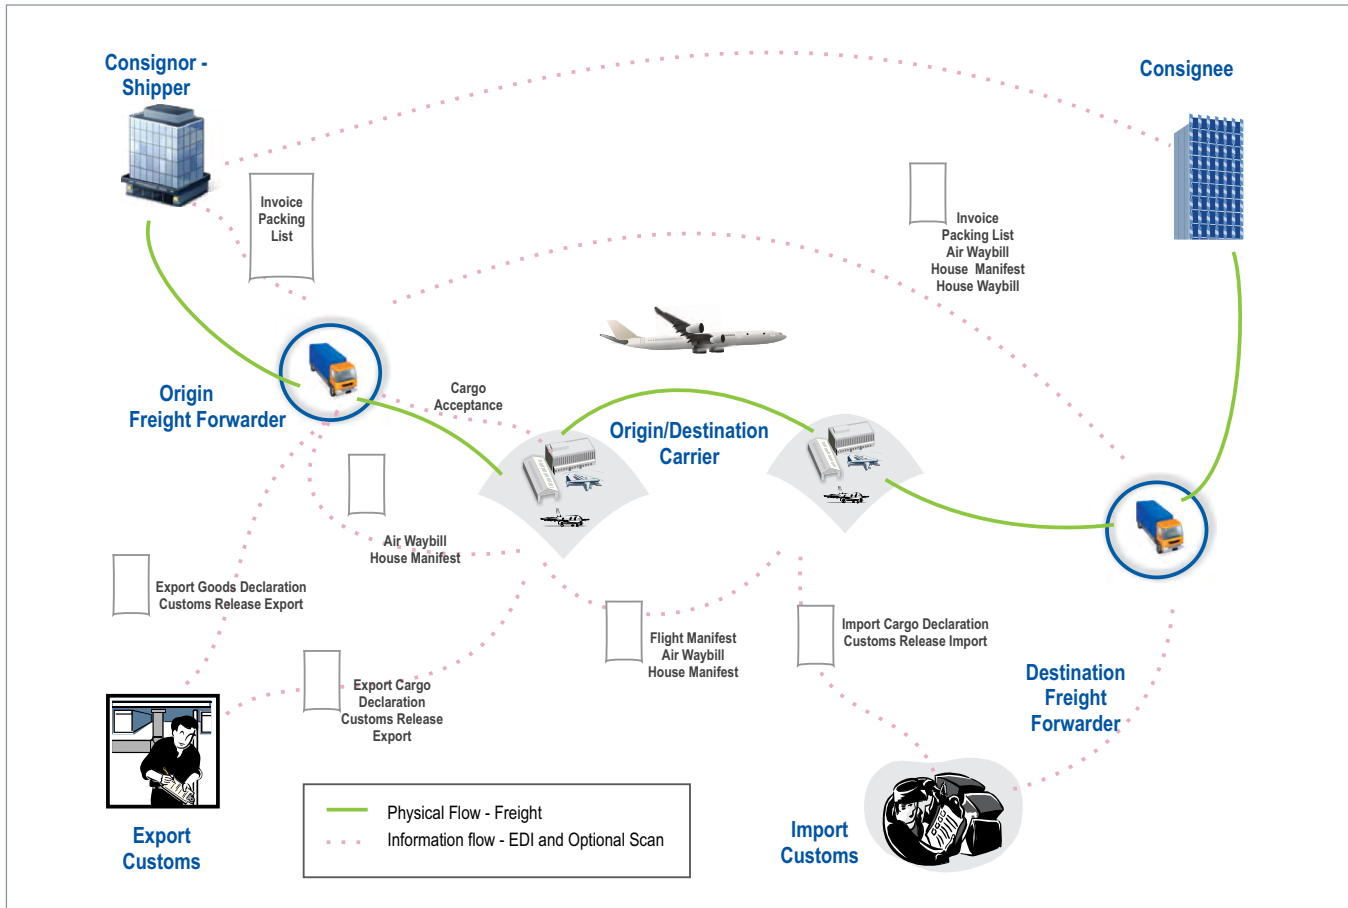 Consignor -
Shipper
Consignee
Invoice
Packing
List
Invoice
Packing List
Air Waybill
House Manifest
House Waybill
Origin
Freight Forwarder
Cargo
Acceptance
Origin/Destination
Carrier
Air Waybill
House Manifest
Export Goods Declaration
Customs Release Export
Flight Manifest
Air Waybill
House Manifest
Import Cargo Declaration
Customs Release Import
Export Cargo
Declaration
Customs Release
Export
Destination
Freight
Forwarder
Physical Flow - Freight
Information flow - EDI and Optional Scan
Export
Customs
Import
Customs